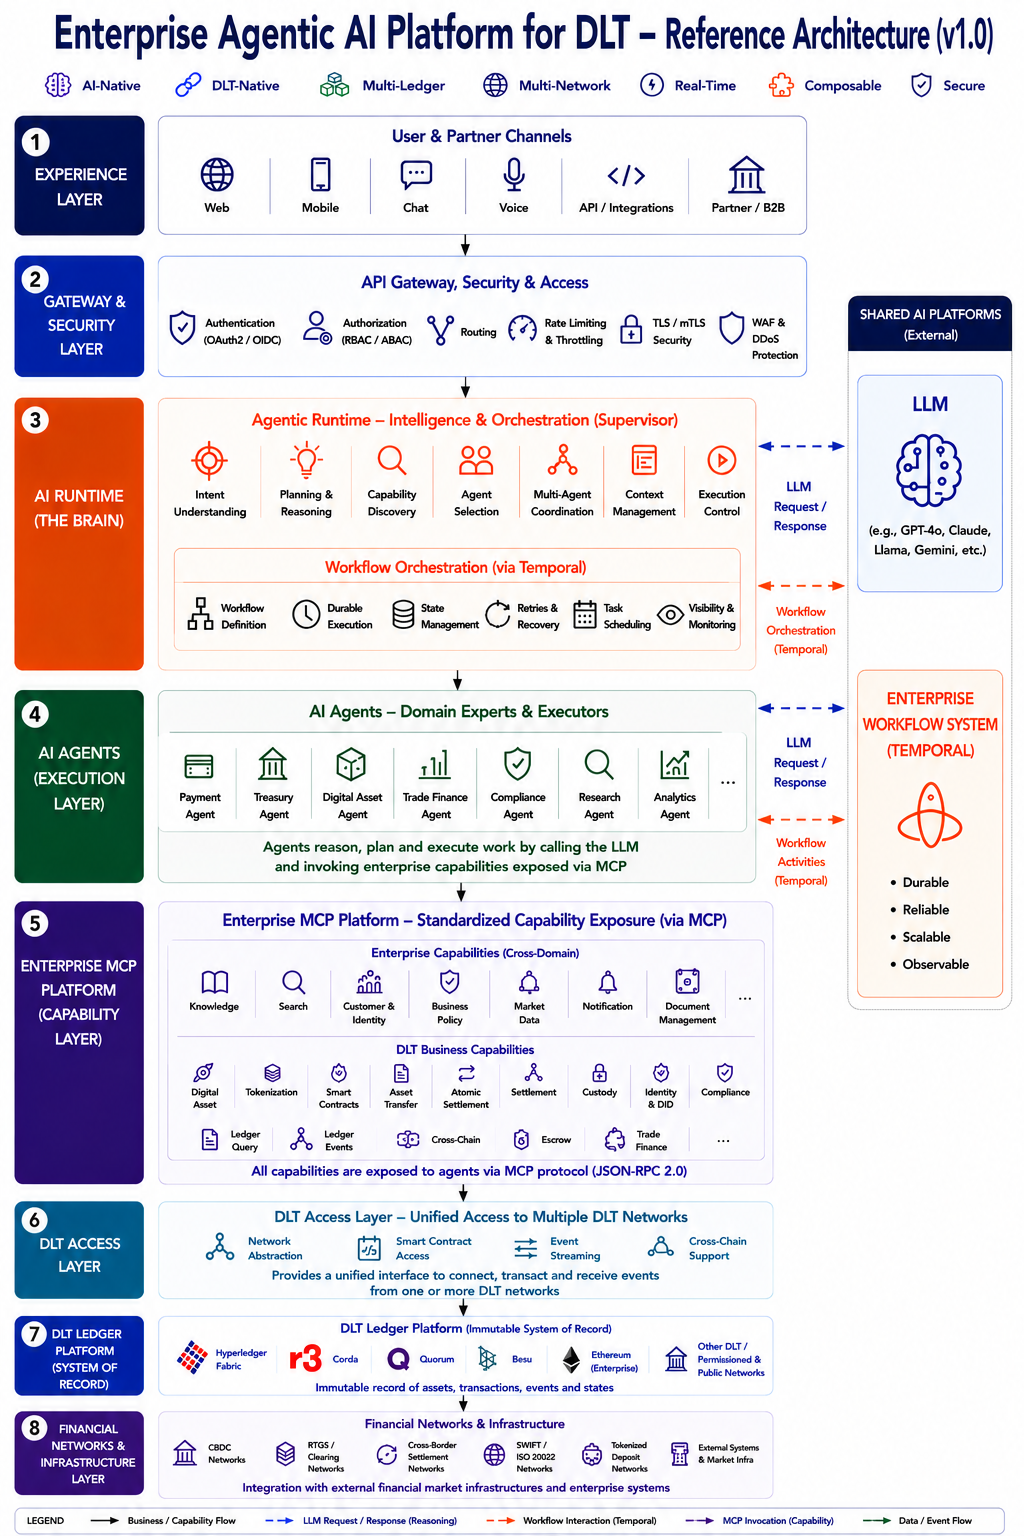 Enterprise Agentic AI Platform for DLT – Reference Architecture (v1.0)
AI-Native
DLT-Native
Multi-Ledger
Multi-Network
Real-Time
Composable
Secure
1
EXPERIENCE
LAYER
User & Partner Channels
Web
Mobile
Chat
Voice
API / Integrations
Partner / B2B
2
GATEWAY &
SECURITY
LAYER
API Gateway, Security & Access
Authentication
(OAuth2 / OIDC)
Authorization
(RBAC / ABAC)
Routing
Rate Limiting
& Throttling
TLS / mTLS
Security
WAF &
DDoS
Protection
3
AI RUNTIME
(THE BRAIN)
Agentic Runtime – Intelligence & Orchestration (Supervisor)
Intent
Understanding
Planning &
Reasoning
Capability
Discovery
Agent
Selection
Multi-Agent
Coordination
Context
Management
Execution
Control
Workflow Orchestration (via Temporal)
Workflow
Definition
Durable
Execution
State
Management
Retries &
Recovery
Task
Scheduling
Visibility &
Monitoring
LLM
Request /
Response
Workflow
Orchestration
(Temporal)
SHARED AI PLATFORMS
(External)
LLM
(e.g., GPT-4o, Claude,
Llama, Gemini, etc.)
ENTERPRISE
WORKFLOW SYSTEM
(TEMPORAL)
• Durable
• Reliable
• Scalable
• Observable
4
AI AGENTS
(EXECUTION
LAYER)
AI Agents – Domain Experts & Executors
Payment
Agent
Treasury
Agent
Digital Asset
Agent
Trade Finance
Agent
Compliance
Agent
Research
Agent
Analytics
Agent
...
Agents reason, plan and execute work by calling the LLM
and invoking enterprise capabilities exposed via MCP
LLM
Request /
Response
Workflow
Activities
(Temporal)
5
ENTERPRISE MCP
PLATFORM
(CAPABILITY
LAYER)
Enterprise MCP Platform – Standardized Capability Exposure (via MCP)
Enterprise Capabilities (Cross-Domain)
Knowledge
Search
Customer &
Identity
Business
Policy
Market
Data
Notification
Document
Management
...
DLT Business Capabilities
Digital
Asset
Tokenization
Smart
Contracts
Asset
Transfer
Atomic
Settlement
Settlement
Custody
Identity
& DID
Compliance
Ledger
Query
Ledger
Events
Cross-Chain
Escrow
Trade
Finance
...
All capabilities are exposed to agents via MCP protocol (JSON-RPC 2.0)
6
DLT ACCESS
LAYER
DLT Access Layer – Unified Access to Multiple DLT Networks
Network
Abstraction
Smart Contract
Access
Event
Streaming
Cross-Chain
Support
Provides a unified interface to connect, transact and receive events
from one or more DLT networks
7
DLT LEDGER
PLATFORM
(SYSTEM OF
RECORD)
DLT Ledger Platform (Immutable System of Record)
Hyperledger
Fabric
r3
Corda
Q
Quorum
Besu
Ethereum
(Enterprise)
Other DLT /
Permissioned &
Public Networks
Immutable record of assets, transactions, events and states
8
FINANCIAL
NETWORKS &
INFRASTRUCTURE
LAYER
Financial Networks & Infrastructure
CBDC
Networks
RTGS /
Clearing
Networks
Cross-Border
Settlement
Networks
SWIFT /
ISO 20022
Networks
Tokenized
Deposit
Networks
External Systems
& Market Infra
Integration with external financial market infrastructures and enterprise systems
LEGEND
Business / Capability Flow
LLM Request / Response (Reasoning)
Workflow Interaction (Temporal)
MCP Invocation (Capability)
Data / Event Flow